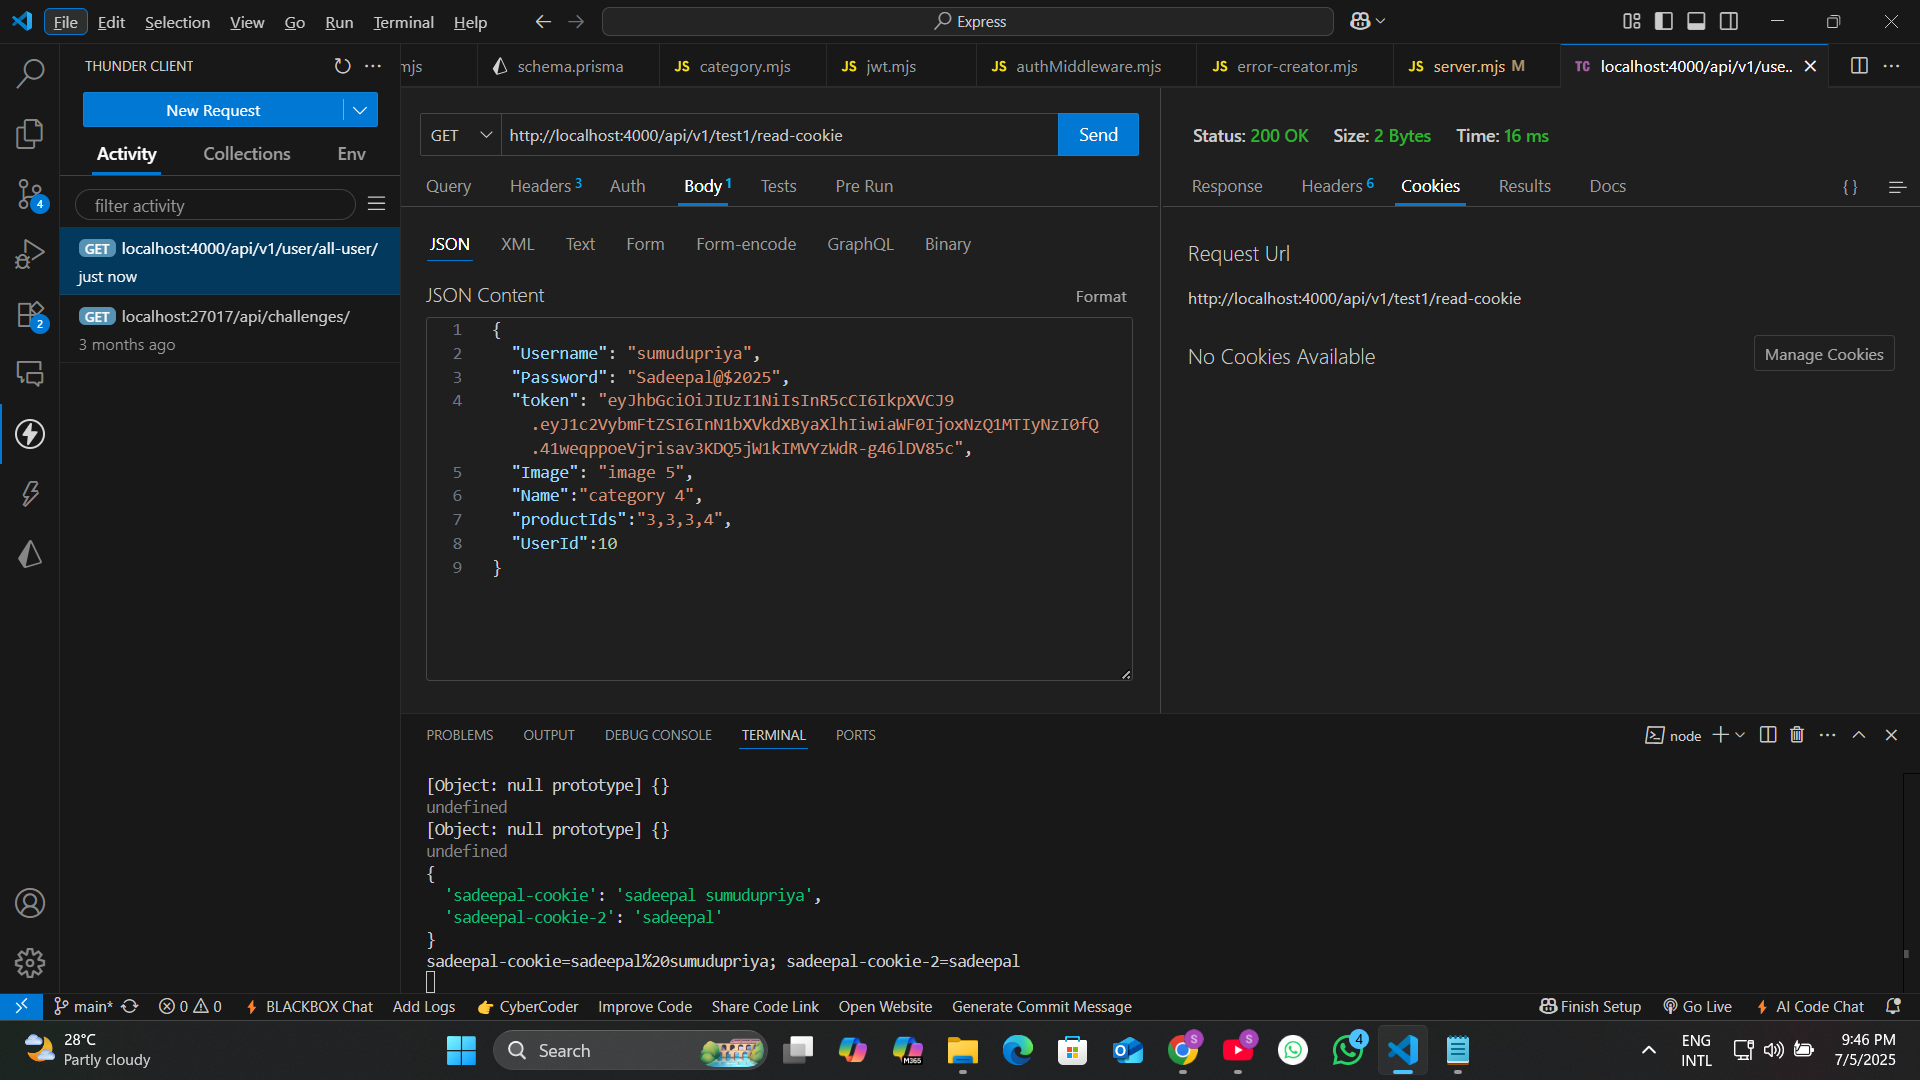 File Edit Selection View Go Run Terminal Help
Express
THUNDER CLIENT
New Request
Activity Collections Env
filter activity
GET localhost:4000/api/v1/user/all-user/
just now
GET localhost:27017/api/challenges/
3 months ago
mjs schema.prisma JS category.mjs JS jwt.mjs JS authMiddleware.mjs JS error-creator.mjs JS server.mjs M TC localhost:4000/api/v1/use..
GET http://localhost:4000/api/v1/test1/read-cookie Send
Query Headers 3 Auth Body 1 Tests Pre Run
JSON XML Text Form Form-encode GraphQL Binary
JSON Content Format
1 {
2 "Username": "sumudupriya",
3 "Password": "Sadeepal@$2025",
4 "token": "eyJhbGciOiJIUzI1NiIsInR5cCI6IkpXVCJ9
.eyJ1c2VybmFtZSI6InN1bXVkdXByaXlhIiwiaWF0IjoxNzQ1MTIyNzI0fQ
.41weqppoeVjrisav3KDQ5jW1kIMVYzWdR-g46lDV85c",
5 "Image": "image 5",
6 "Name":"category 4",
7 "productIds":"3,3,3,4",
8 "UserId":10
9 }
Status: 200 OK Size: 2 Bytes Time: 16 ms
Response Headers 6 Cookies Results Docs { }
Request Url
http://localhost:4000/api/v1/test1/read-cookie
No Cookies Available
Manage Cookies
PROBLEMS OUTPUT DEBUG CONSOLE TERMINAL PORTS
node
[Object: null prototype] {}
undefined
[Object: null prototype] {}
undefined
{
'sadeepal-cookie': 'sadeepal sumudupriya',
'sadeepal-cookie-2': 'sadeepal'
}
sadeepal-cookie=sadeepal%20sumudupriya; sadeepal-cookie-2=sadeepal
4
2
main* 0 0 BLACKBOX Chat Add Logs CyberCoder Improve Code Share Code Link Open Website Generate Commit Message
Finish Setup Go Live AI Code Chat
28°C
Partly cloudy
Search
M365
S
S
4
ENG
INTL
9:46 PM
7/5/2025